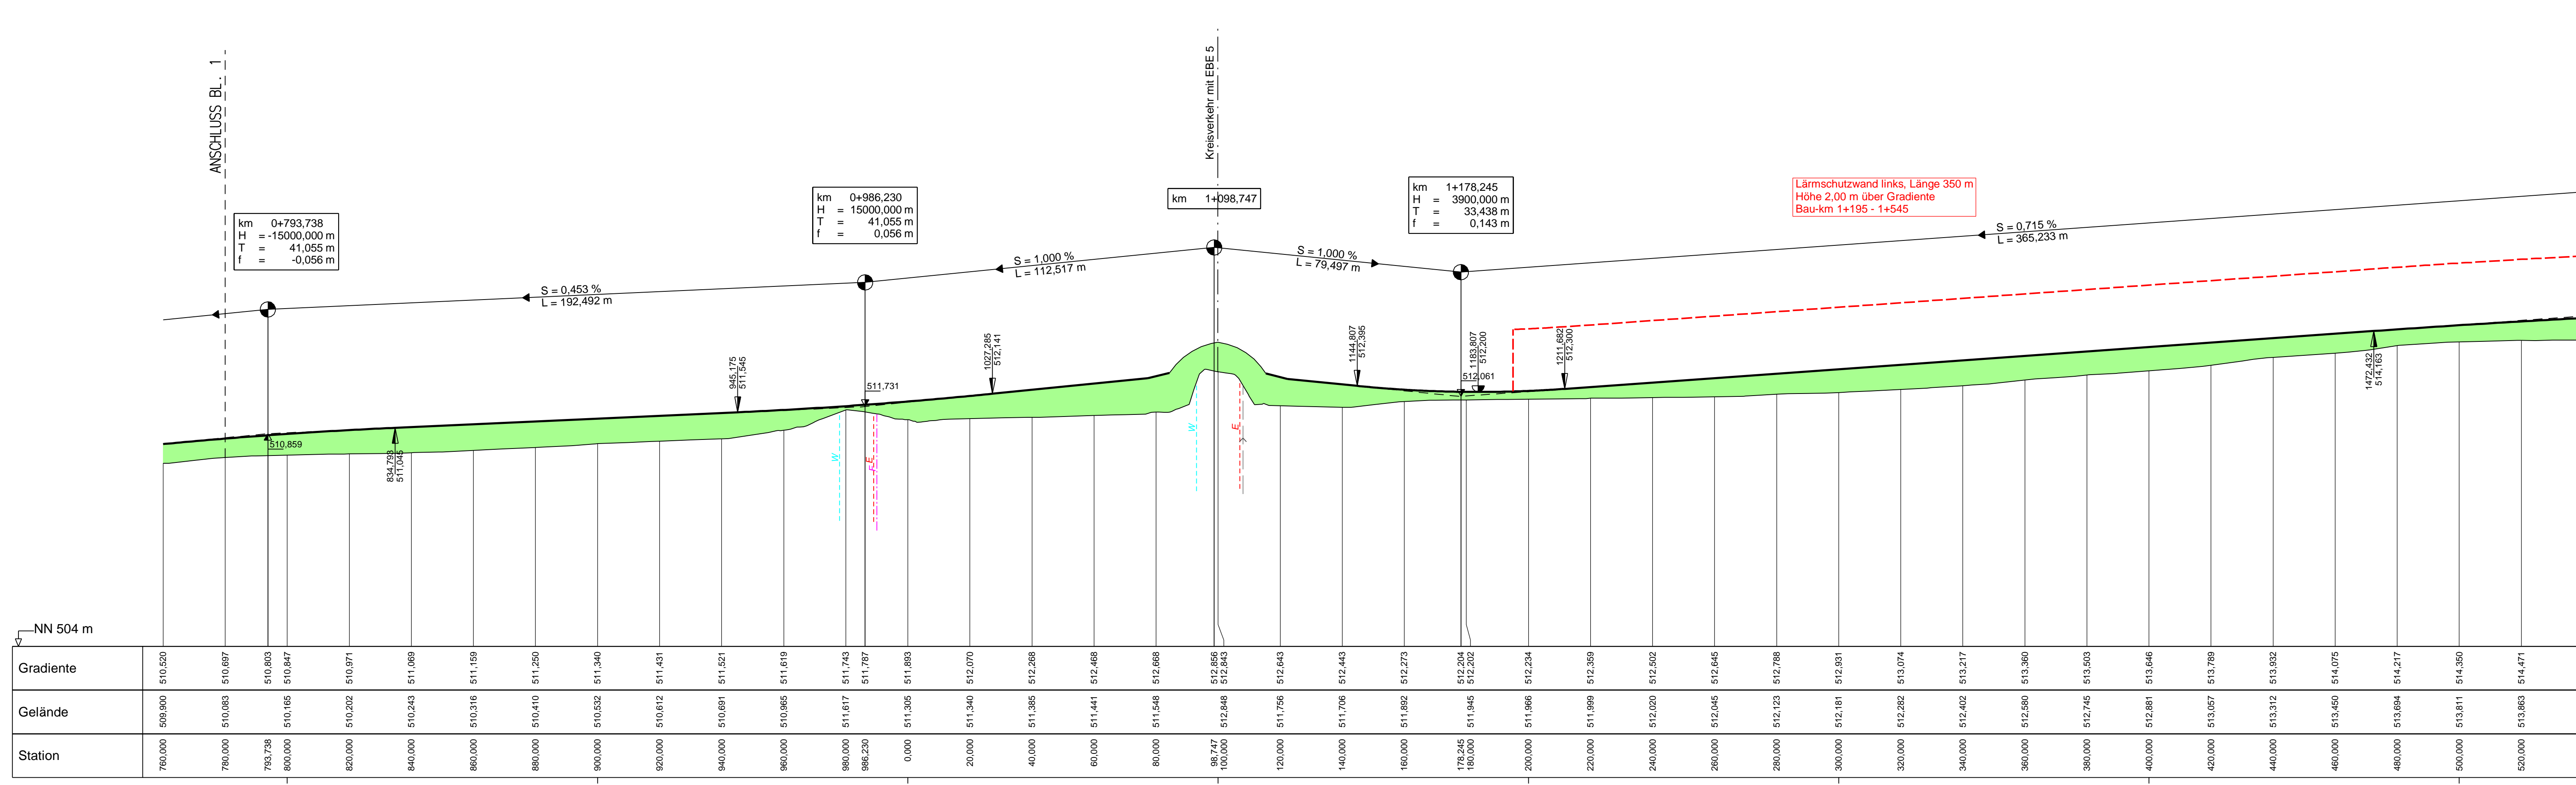 ANSCHLUSS BL. 1
Kreisverkehr mit EBE 5
km 0+793,738
H = -15000,000 m
T = 41,055 m
f = -0,056 m
km 0+986,230
H = 15000,000 m
T = 41,055 m
f = 0,056 m
km 1+098,747
km 1+178,245
H = 3900,000 m
T = 33,438 m
f = 0,143 m
Lärmschutzwand links, Länge 350 m
Höhe 2,00 m über Gradiente
Bau-km 1+195 - 1+545
S = 0,453 %
L = 192,492 m
S = 1,000 %
L = 112,517 m
S = 1,000 %
L = 79,497 m
S = 0,715 %
L = 365,233 m
510,859
834,793
511,045
945,175
511,545
511,731
1027,285
512,141
1144,807
512,395
512,061
1183,807
512,200
1211,682
512,300
1472,432
514,163
W
E
F
W
E
NN 504 m
Gradiente 510,520 510,697 510,803 510,847 510,971 511,069 511,159 511,250 511,340 511,431 511,521 511,619 511,743 511,787 511,893 512,070 512,268 512,468 512,668 512,856 512,843 512,643 512,443 512,273 512,204 512,202 512,234 512,359 512,502 512,645 512,788 512,931 513,074 513,217 513,360 513,503 513,646 513,789 513,932 514,075 514,217 514,350 514,471
Gelände 509,900 510,083 510,165 510,202 510,243 510,316 510,410 510,532 510,612 510,691 510,965 511,617 511,305 511,340 511,385 511,441 511,548 512,848 511,756 511,706 511,892 511,945 511,966 511,999 512,020 512,045 512,123 512,181 512,282 512,402 512,580 512,745 512,881 513,057 513,312 513,450 513,694 513,811 513,863
Station 760,000 780,000 793,738 800,000 820,000 840,000 860,000 880,000 900,000 920,000 940,000 960,000 980,000 986,230 0,000 20,000 40,000 60,000 80,000 98,747 100,000 120,000 140,000 160,000 178,245 180,000 200,000 220,000 240,000 260,000 280,000 300,000 320,000 340,000 360,000 380,000 400,000 420,000 440,000 460,000 480,000 500,000 520,000